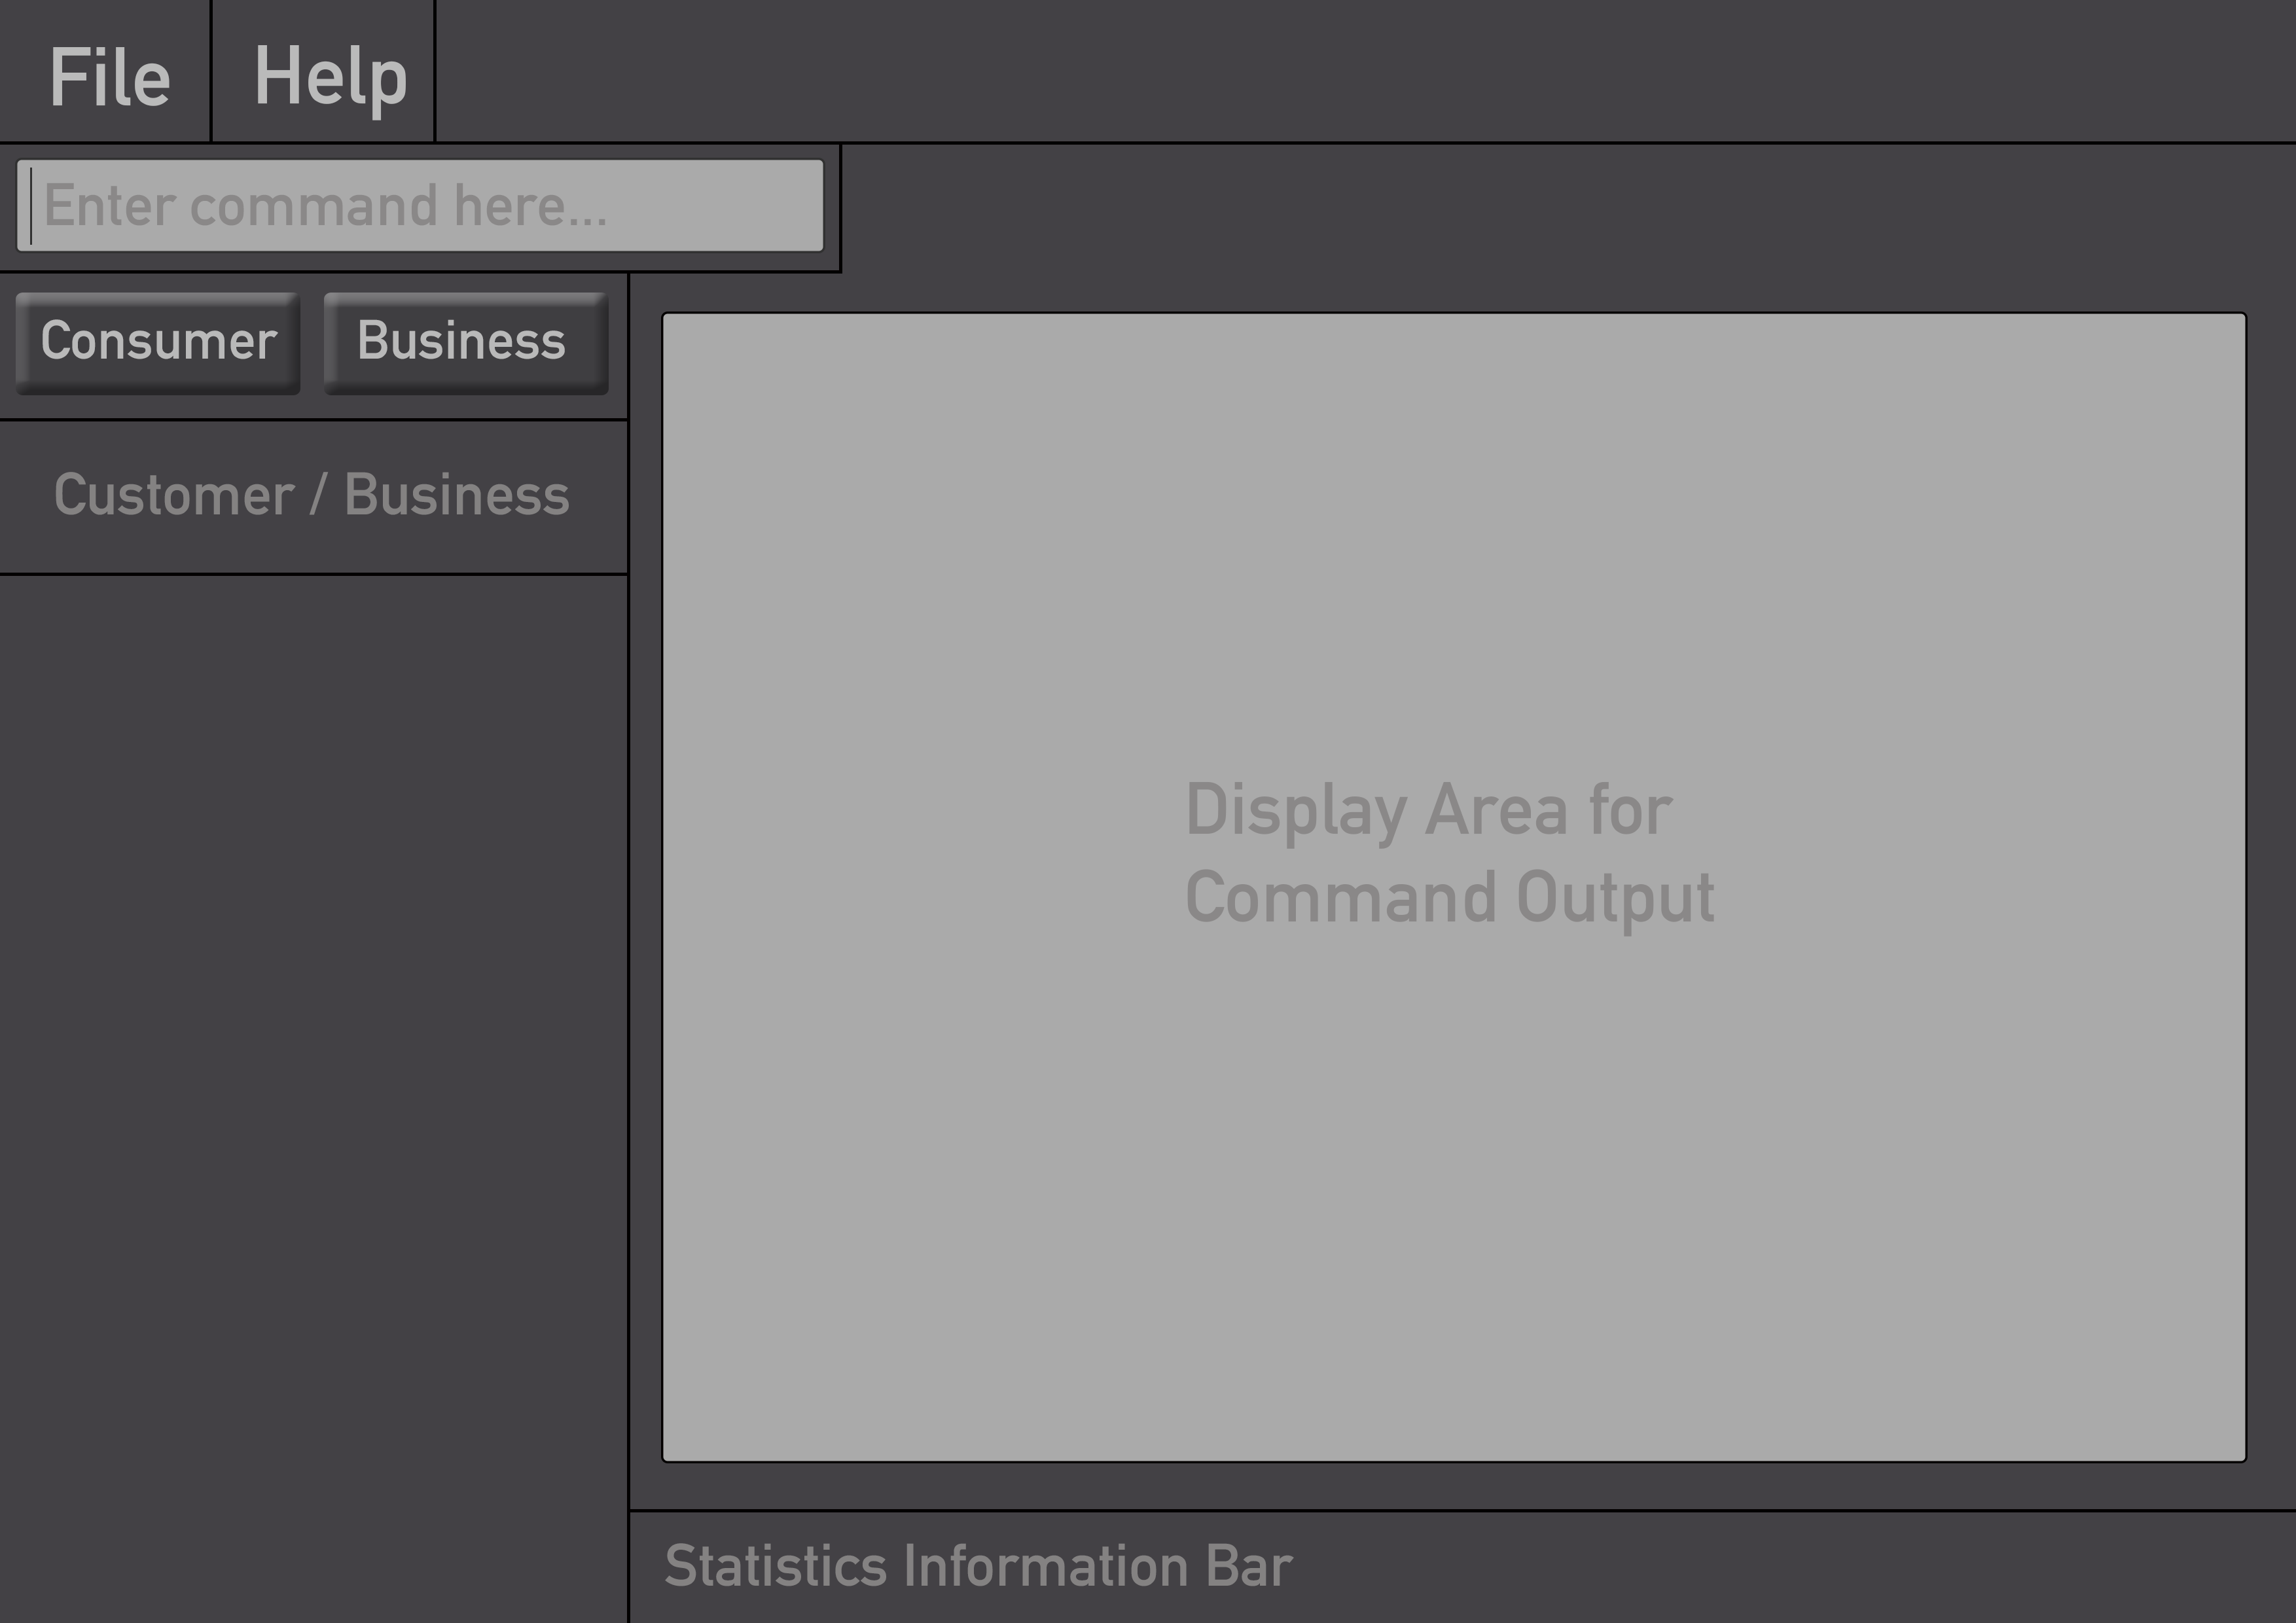 File
Help
Enter command here...
Consumer
Business
Customer / Business
Display Area for
Command Output
Statistics Information Bar